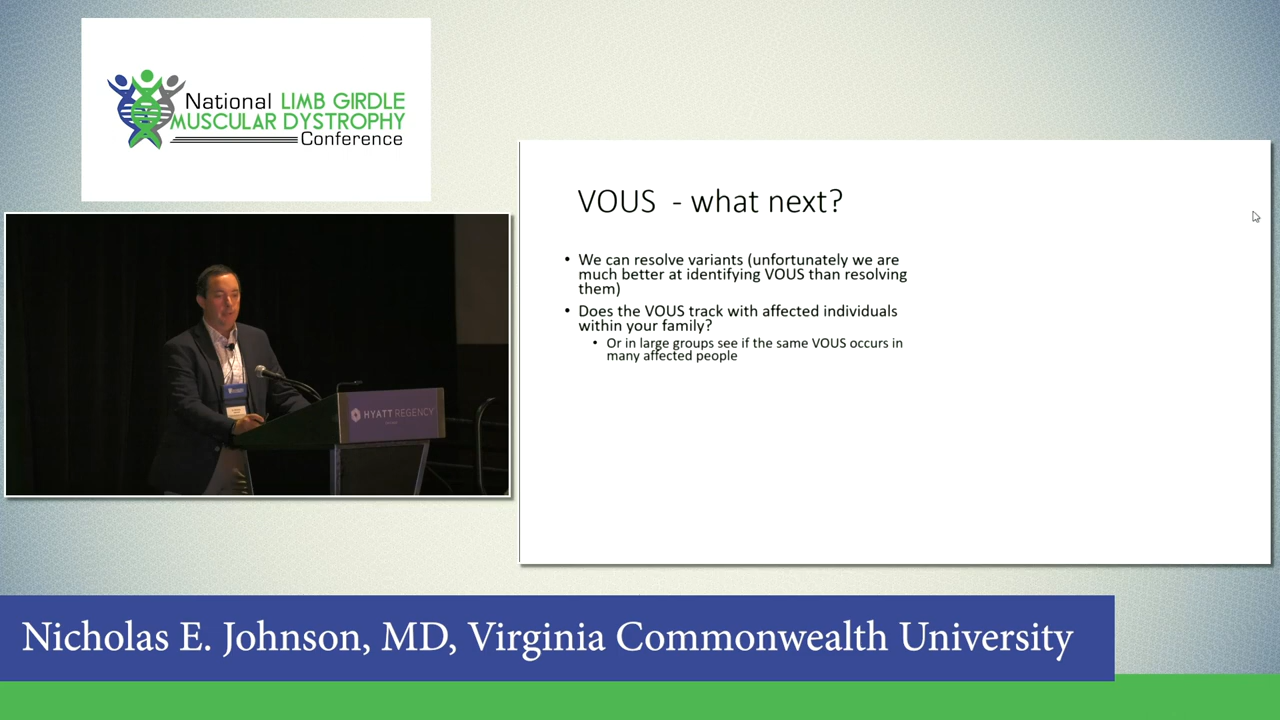 National LIMB GIRDLE
MUSCULAR DYSTROPHY
Conference
VOUS - what next?
• We can resolve variants (unfortunately we are
much better at identifying VOUS than resolving
them)
• Does the VOUS track with affected individuals
within your family?
• Or in large groups see if the same VOUS occurs in
many affected people
HYATT REGENCY
Nicholas E. Johnson, MD, Virginia Commonwealth University